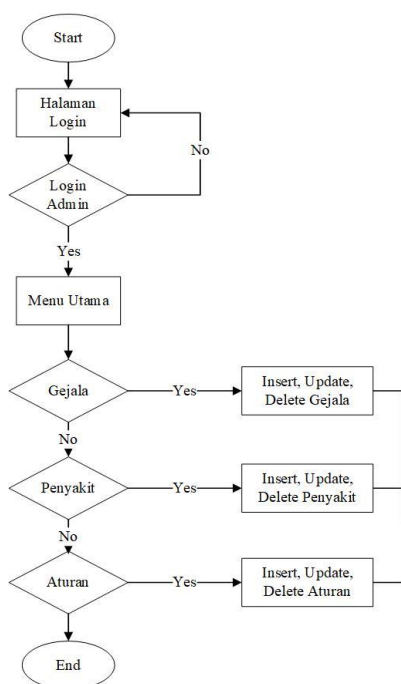 Start
Halaman
Login
No
Login
Admin
Yes
Menu Utama
Gejala
Yes
Insert, Update,
Delete Gejala
No
Penyakit
Yes
Insert, Update,
Delete Penyakit
No
Aturan
Yes
Insert, Update,
Delete Aturan
End